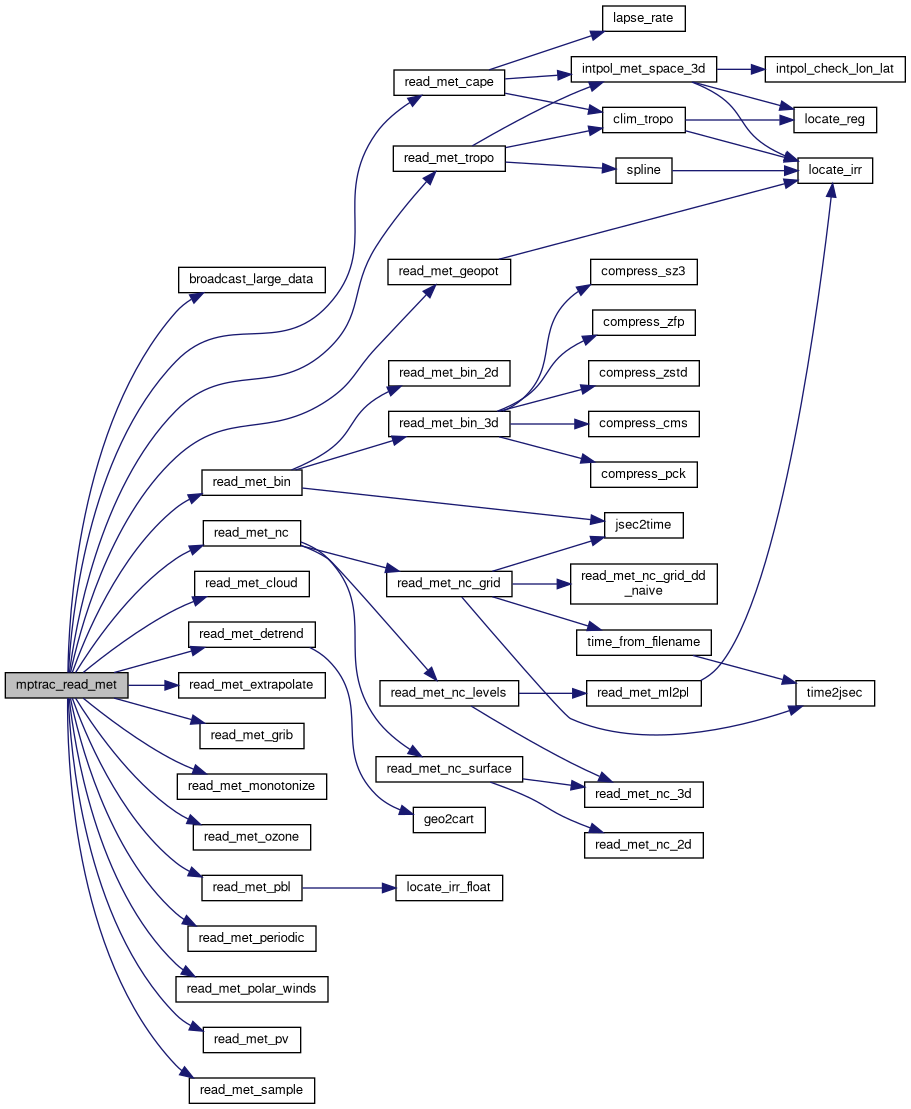 lapse_rate
read_met_cape
intpol_met_space_3d
intpol_check_lon_lat
clim_tropo
locate_reg
read_met_tropo
spline
locate_irr
broadcast_large_data
read_met_geopot
compress_sz3
compress_zfp
read_met_bin_2d
compress_zstd
read_met_bin_3d
compress_cms
read_met_bin
compress_pck
read_met_nc
jsec2time
read_met_cloud
read_met_nc_grid
read_met_nc_grid_dd
_naive
read_met_detrend
time_from_filename
mptrac_read_met
read_met_extrapolate
read_met_nc_levels
read_met_ml2pl
time2jsec
read_met_grib
read_met_nc_surface
read_met_monotonize
read_met_nc_3d
read_met_ozone
geo2cart
read_met_nc_2d
read_met_pbl
locate_irr_float
read_met_periodic
read_met_polar_winds
read_met_pv
read_met_sample